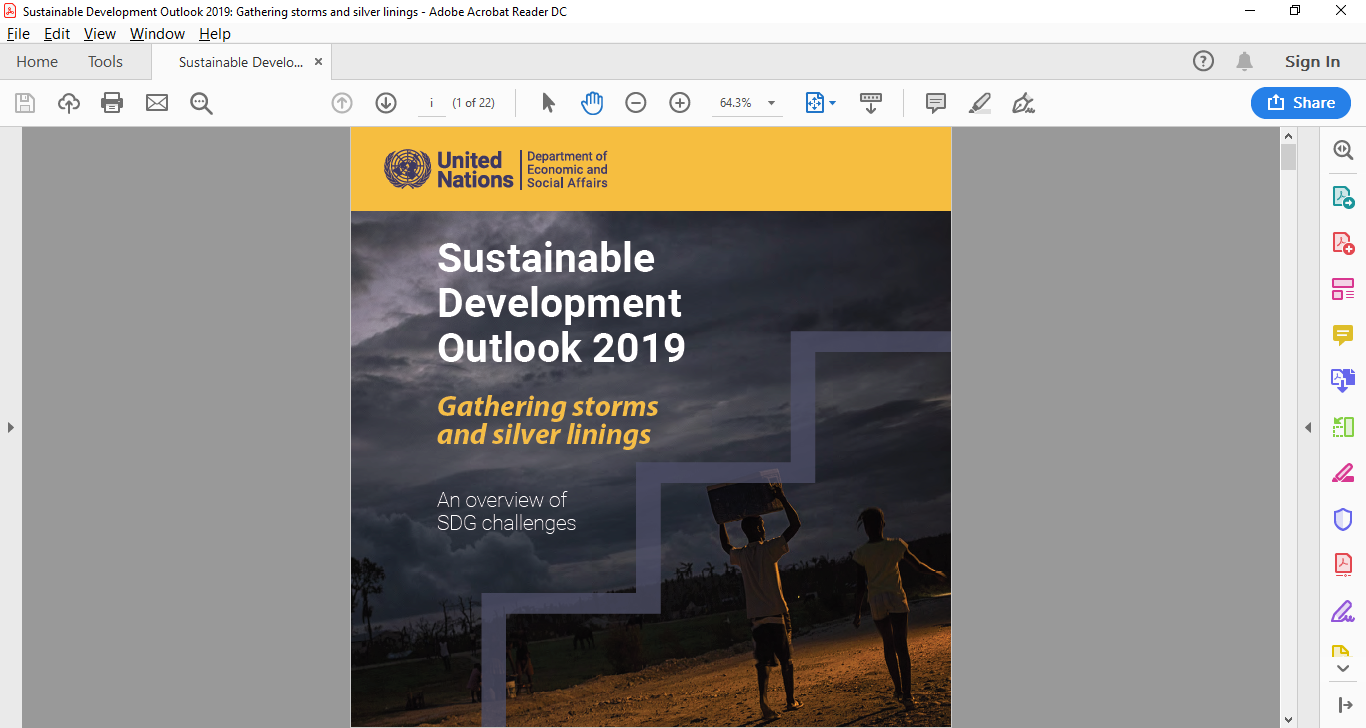 Sustainable Development Outlook 2019: Gathering storms and silver linings - Adobe Acrobat Reader DC
File Edit View Window Help
Home Tools Sustainable Develo... Sign In
i (1 of 22) 64.3% Share
United Nations
Department of
Economic and
Social Affairs
Sustainable
Development
Outlook 2019
Gathering storms
and silver linings
An overview of
SDG challenges